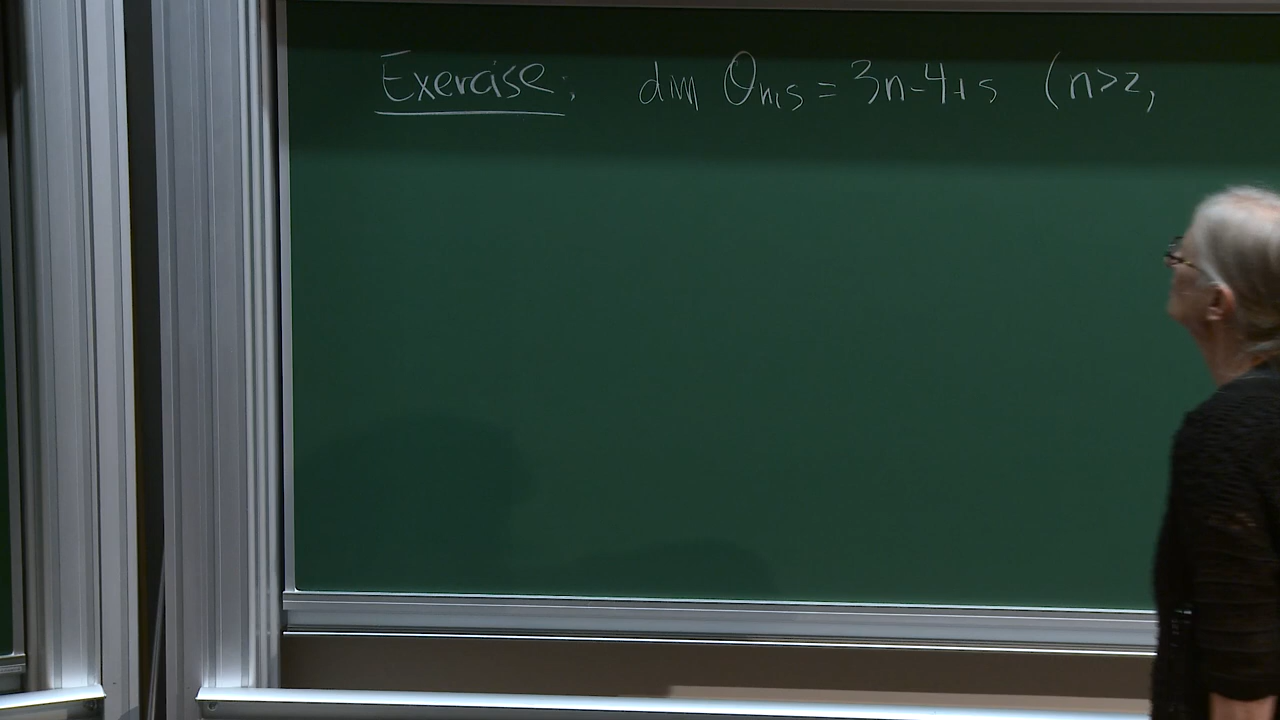 Exercise: dim O_{n,s} = 3n-4+s (n>2,